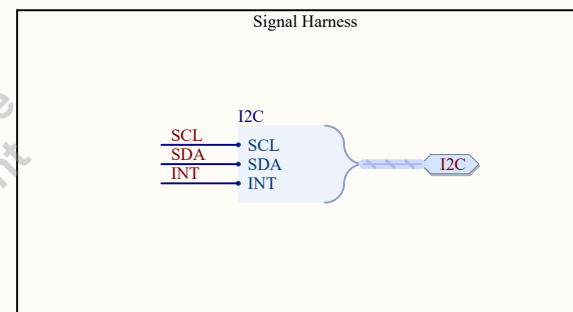 Signal Harness
I2C
SCL SCL
SDA SDA I2C
INT INT